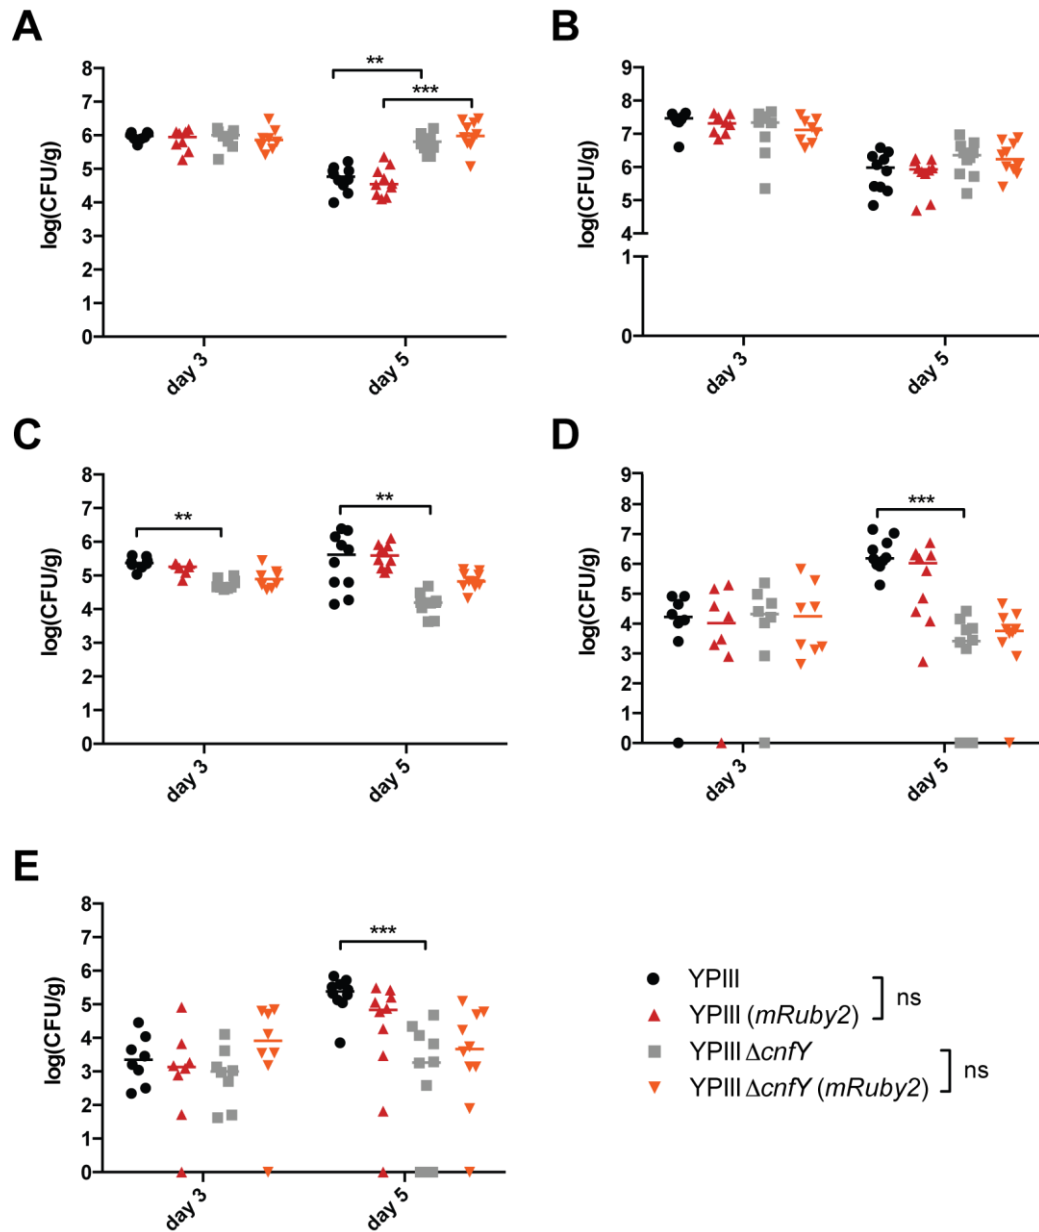 A
log(CFU/g)
8
7
6
5
4
3
2
1
0
**
***
day 3
day 5
B
log(CFU/g)
9
8
7
6
5
4
1
0
day 3
day 5
C
log(CFU/g)
8
7
6
5
4
3
2
1
0
**
**
day 3
day 5
D
log(CFU/g)
9
8
7
6
5
4
3
2
1
0
***
day 3
day 5
E
log(CFU/g)
8
7
6
5
4
3
2
1
0
***
day 3
day 5
YPIII
YPIII (mRuby2)
ns
YPIII ΔcnfY
YPIII ΔcnfY (mRuby2)
ns